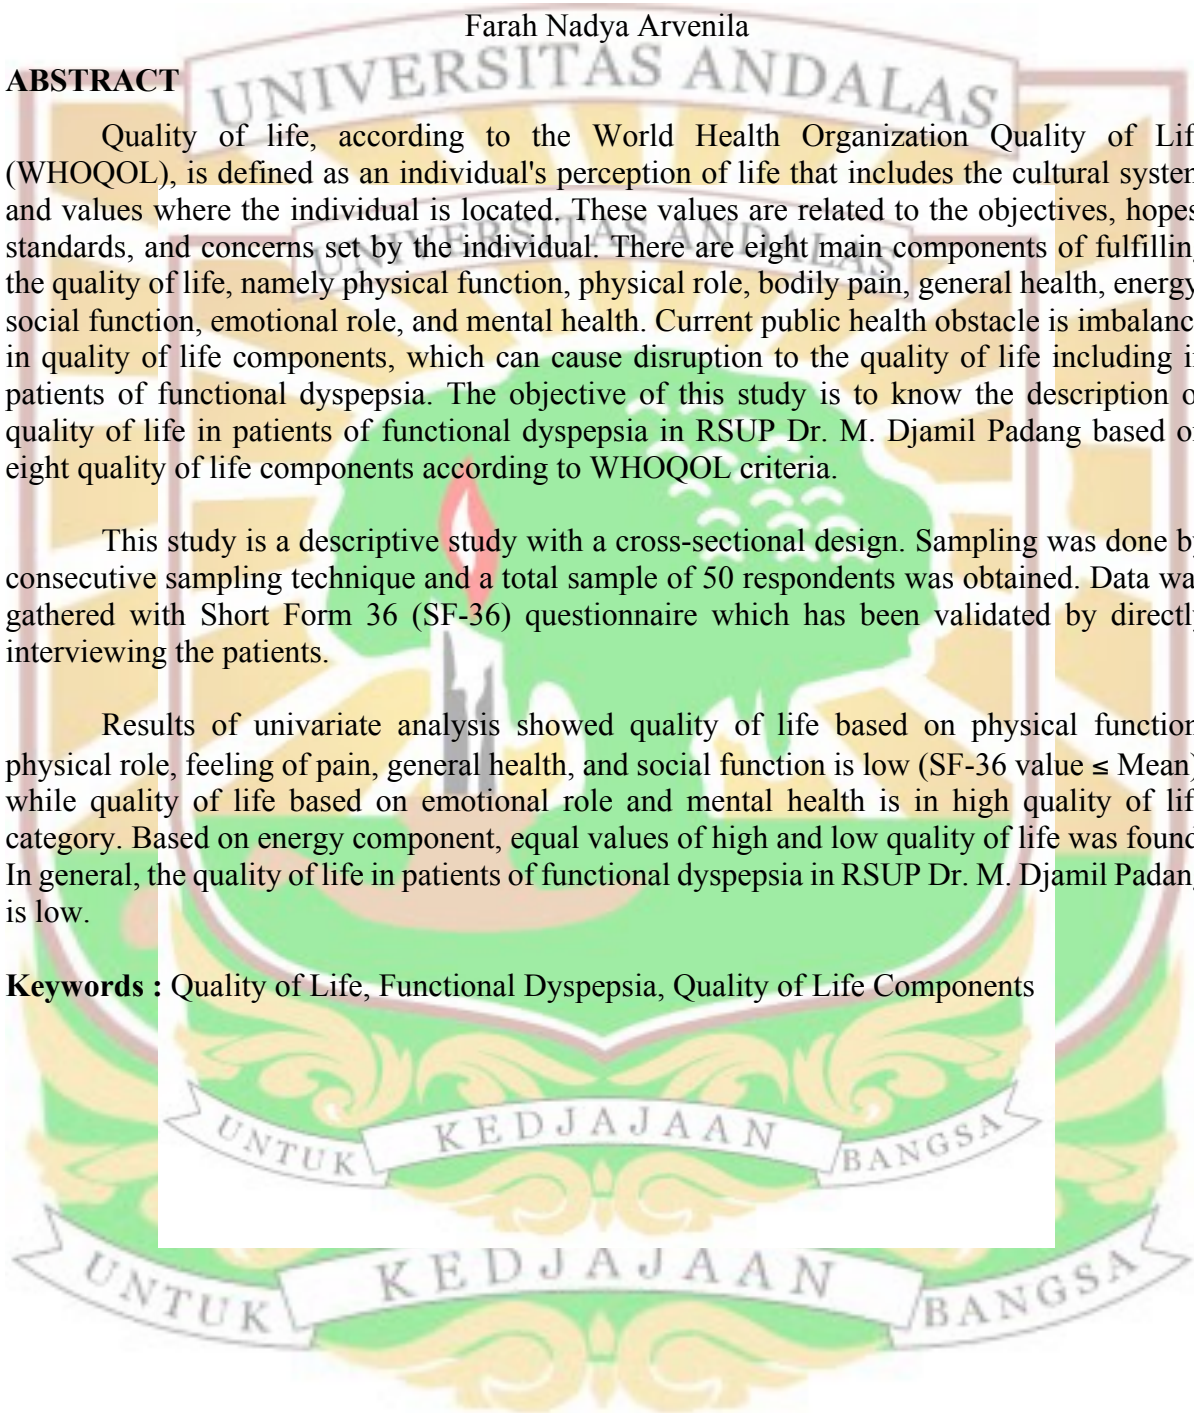 Farah Nadya Arvenila
UNIVERSITAS ANDALAS
ABSTRACT
Quality of life, according to the World Health Organization Quality of Lif
(WHOQOL), is defined as an individual's perception of life that includes the cultural system
and values where the individual is located. These values are related to the objectives, hopes
UNIVERSITAS ANDALAS
standards, and concerns set by the individual. There are eight main components of fulfillin
the quality of life, namely physical function, physical role, bodily pain, general health, energy
social function, emotional role, and mental health. Current public health obstacle is imbalanc
in quality of life components, which can cause disruption to the quality of life including i
patients of functional dyspepsia. The objective of this study is to know the description o
quality of life in patients of functional dyspepsia in RSUP Dr. M. Djamil Padang based o
eight quality of life components according to WHOQOL criteria.
This study is a descriptive study with a cross-sectional design. Sampling was done b
consecutive sampling technique and a total sample of 50 respondents was obtained. Data wa
gathered with Short Form 36 (SF-36) questionnaire which has been validated by directl
interviewing the patients.
Results of univariate analysis showed quality of life based on physical function
physical role, feeling of pain, general health, and social function is low (SF-36 value ≤ Mean)
while quality of life based on emotional role and mental health is in high quality of lif
category. Based on energy component, equal values of high and low quality of life was found
In general, the quality of life in patients of functional dyspepsia in RSUP Dr. M. Djamil Padan
is low.
Keywords : Quality of Life, Functional Dyspepsia, Quality of Life Components
UNTUK KEDJAJAAN BANGSA
UNTUK KEDJAJAAN BANGSA